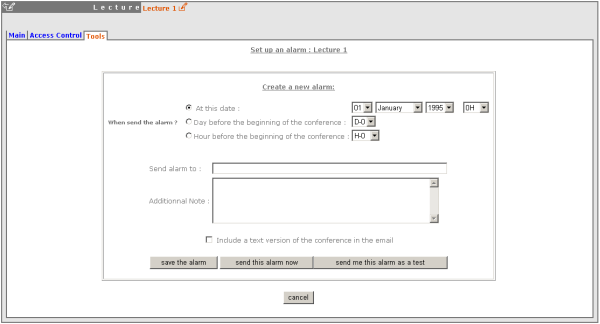 Lecture Lecture 1
Main Access Control Tools
Set up an alarm : Lecture 1
Create a new alarm:
At this date : 01 January 1995 0H
When send the alarm ?
Day before the beginning of the conference : D-0
Hour before the beginning of the conference : H-0
Send alarm to :
Additionnal Note :
Include a text version of the conference in the email
save the alarm send this alarm now send me this alarm as a test
cancel